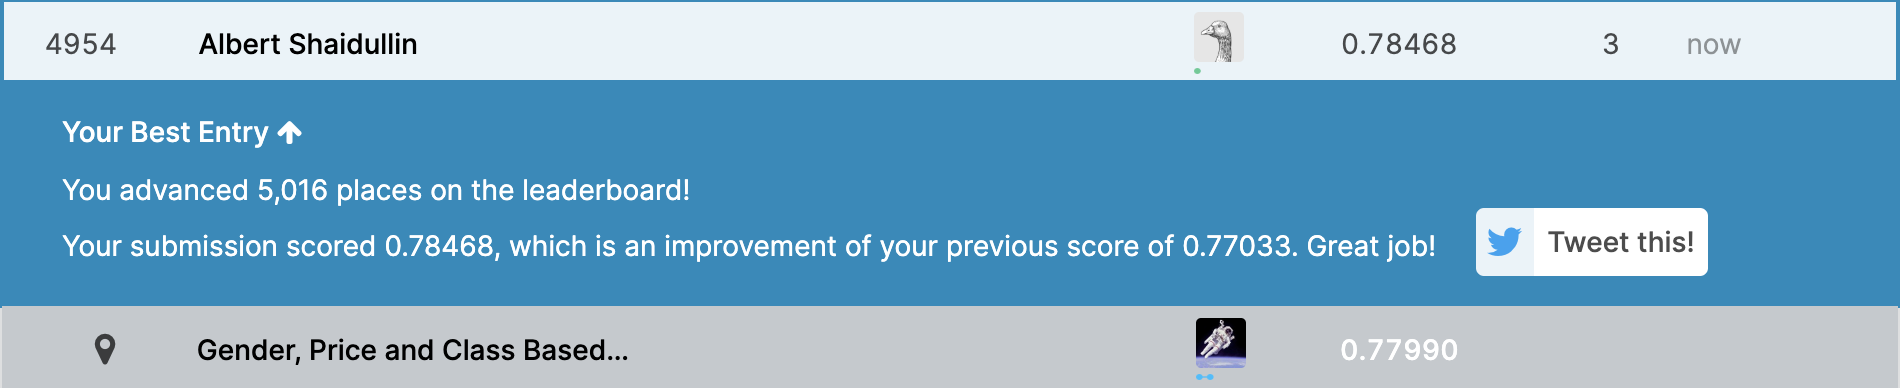 4954 Albert Shaidullin 0.78468 3 now
Your Best Entry
You advanced 5,016 places on the leaderboard!
Your submission scored 0.78468, which is an improvement of your previous score of 0.77033. Great job! Tweet this!
Gender, Price and Class Based... 0.77990